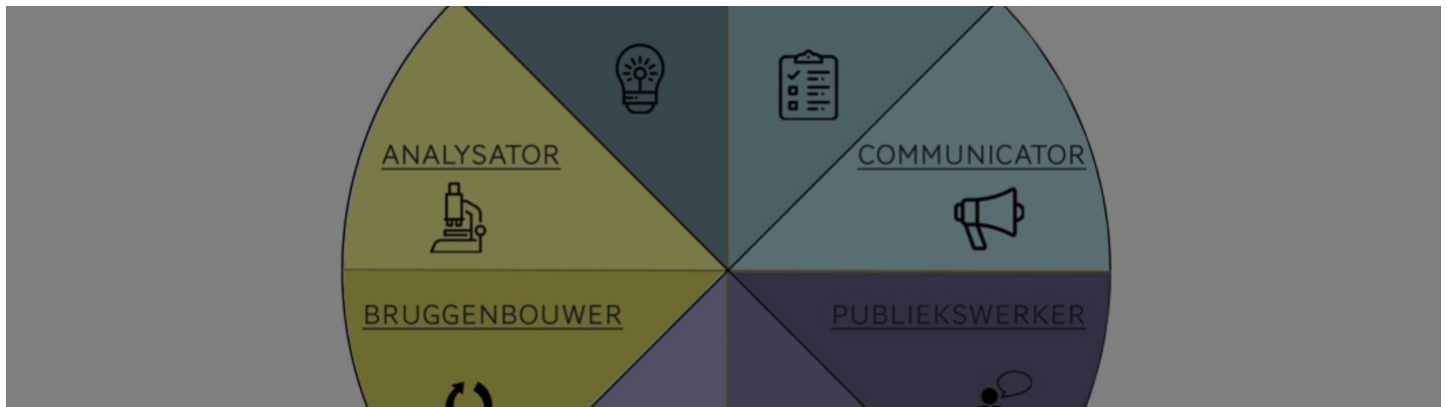 ANALYSATOR
COMMUNICATOR
BRUGGENBOUWER
PUBLIEKSWERKER